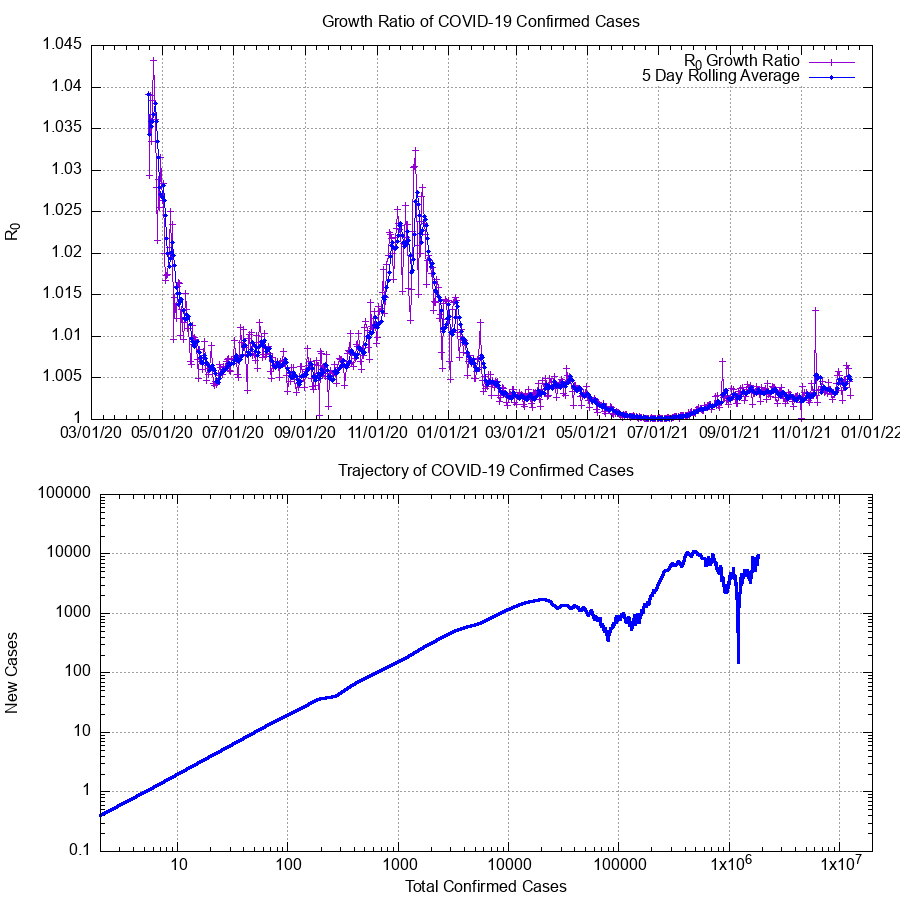 Growth Ratio of COVID-19 Confirmed Cases
R0 Growth Ratio
5 Day Rolling Average
1.045
1.04
1.035
1.03
1.025
1.02
1.015
1.01
1.005
1
R0
03/01/20 05/01/20 07/01/20 09/01/20 11/01/20 01/01/21 03/01/21 05/01/21 07/01/21 09/01/21 11/01/21 01/01/22
Trajectory of COVID-19 Confirmed Cases
100000
10000
1000
100
10
1
0.1
New Cases
10 100 1000 10000 100000 1x10^6 1x10^7
Total Confirmed Cases